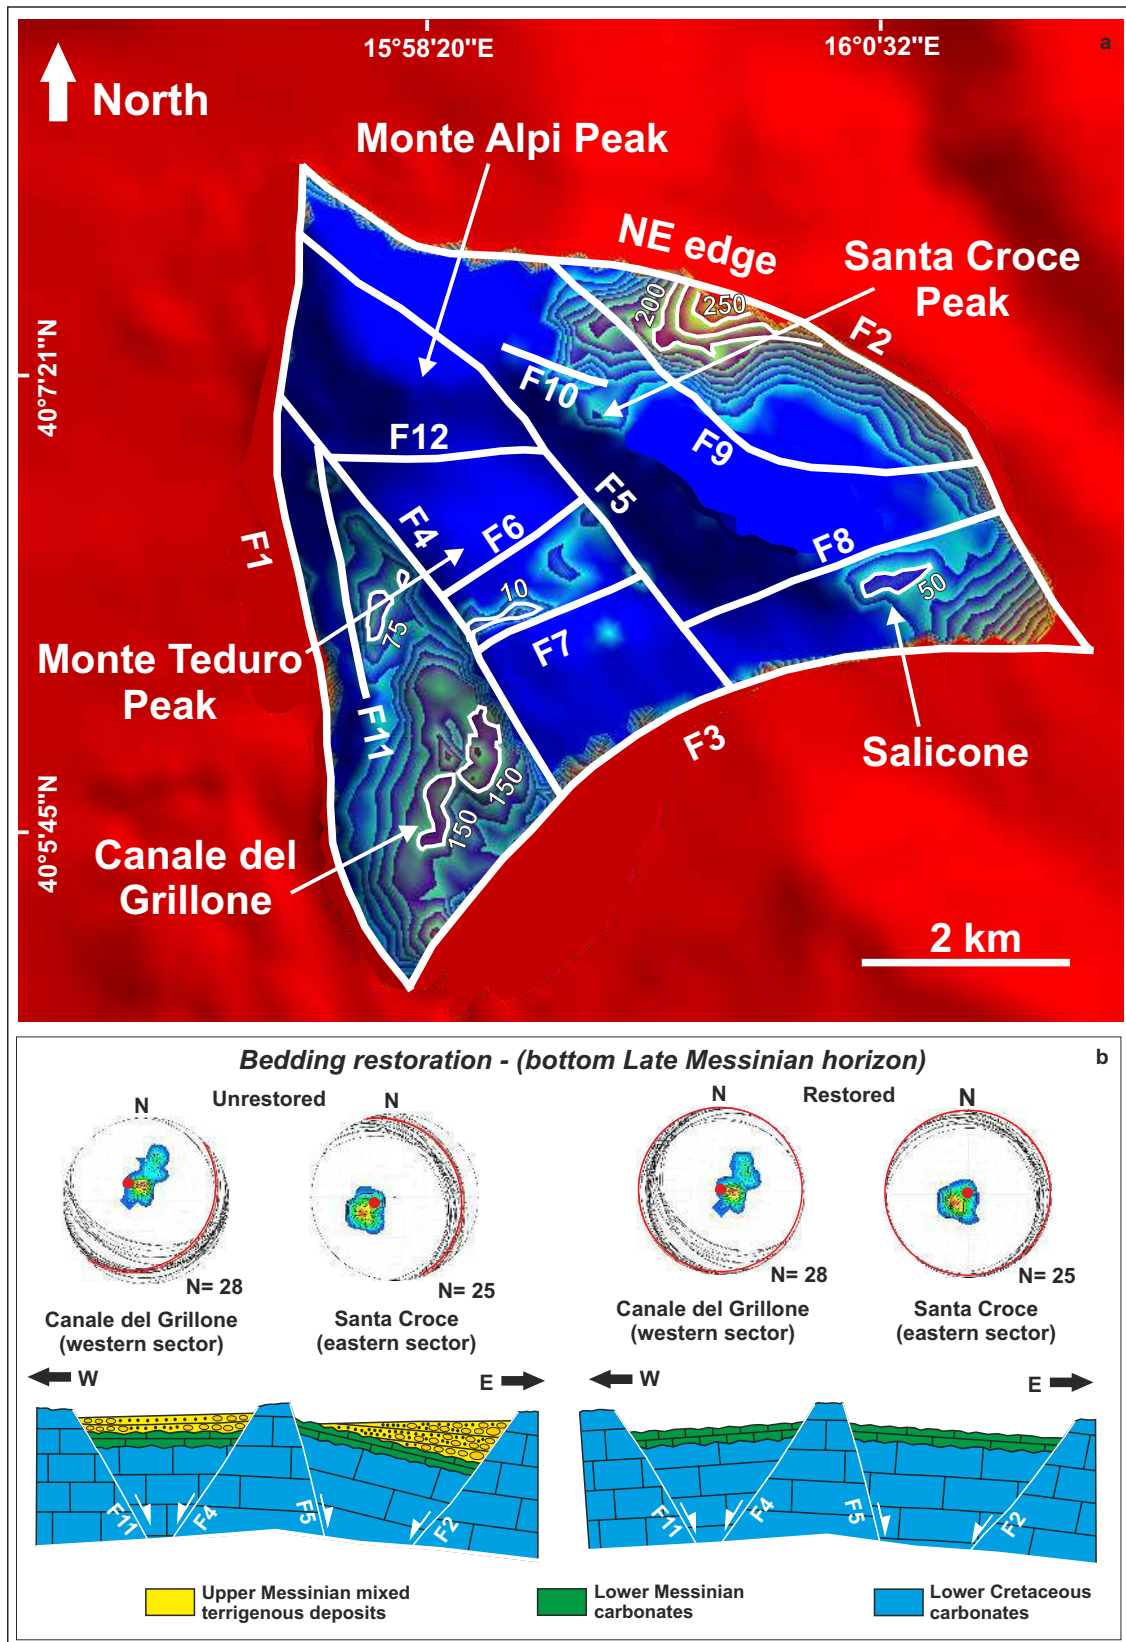 15°58'20''E
16°0'32''E
a
North
Monte Alpi Peak
NE edge
Santa Croce
Peak
200
250
F2
40°7'21''N
F10
F12
F9
F5
F4
F6
F8
F1
10
50
75
F7
Monte Teduro
Peak
F11
F3
Salicone
150
150
40°5'45''N
Canale del
Grillone
2 km
Bedding restoration - (bottom Late Messinian horizon)
b
Unrestored
Restored
N
N
N
N
N= 28
N= 25
N= 28
N= 25
Canale del Grillone
(western sector)
Santa Croce
(eastern sector)
Canale del Grillone
(western sector)
Santa Croce
(eastern sector)
W
E
W
E
F11
F4
F5
F2
F11
F4
F5
F2
Upper Messinian mixed
terrigenous deposits
Lower Messinian
carbonates
Lower Cretaceous
carbonates